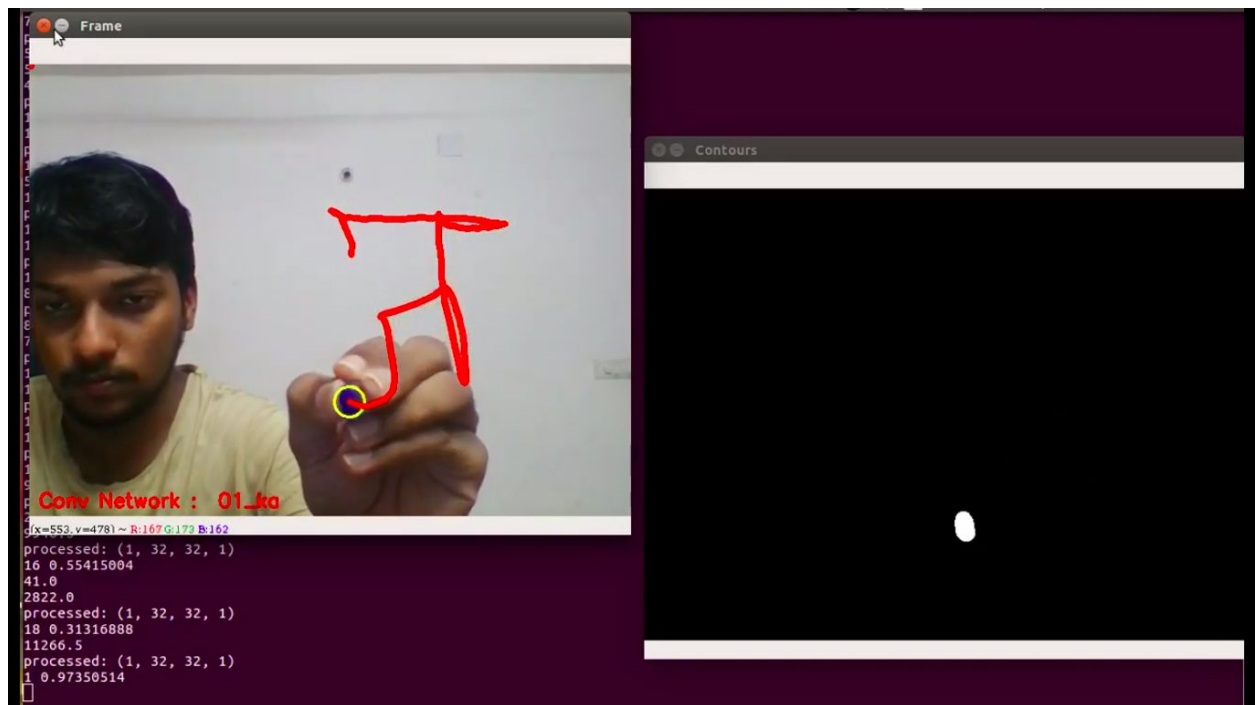 Frame
Conv Network : 01_ka
(x=553, y=478) ~ R:167 G:173 B:162
processed: (1, 32, 32, 1)
16 0.55415004
41.0
2822.0
processed: (1, 32, 32, 1)
18 0.31316888
11266.5
processed: (1, 32, 32, 1)
1 0.97350514
Contours